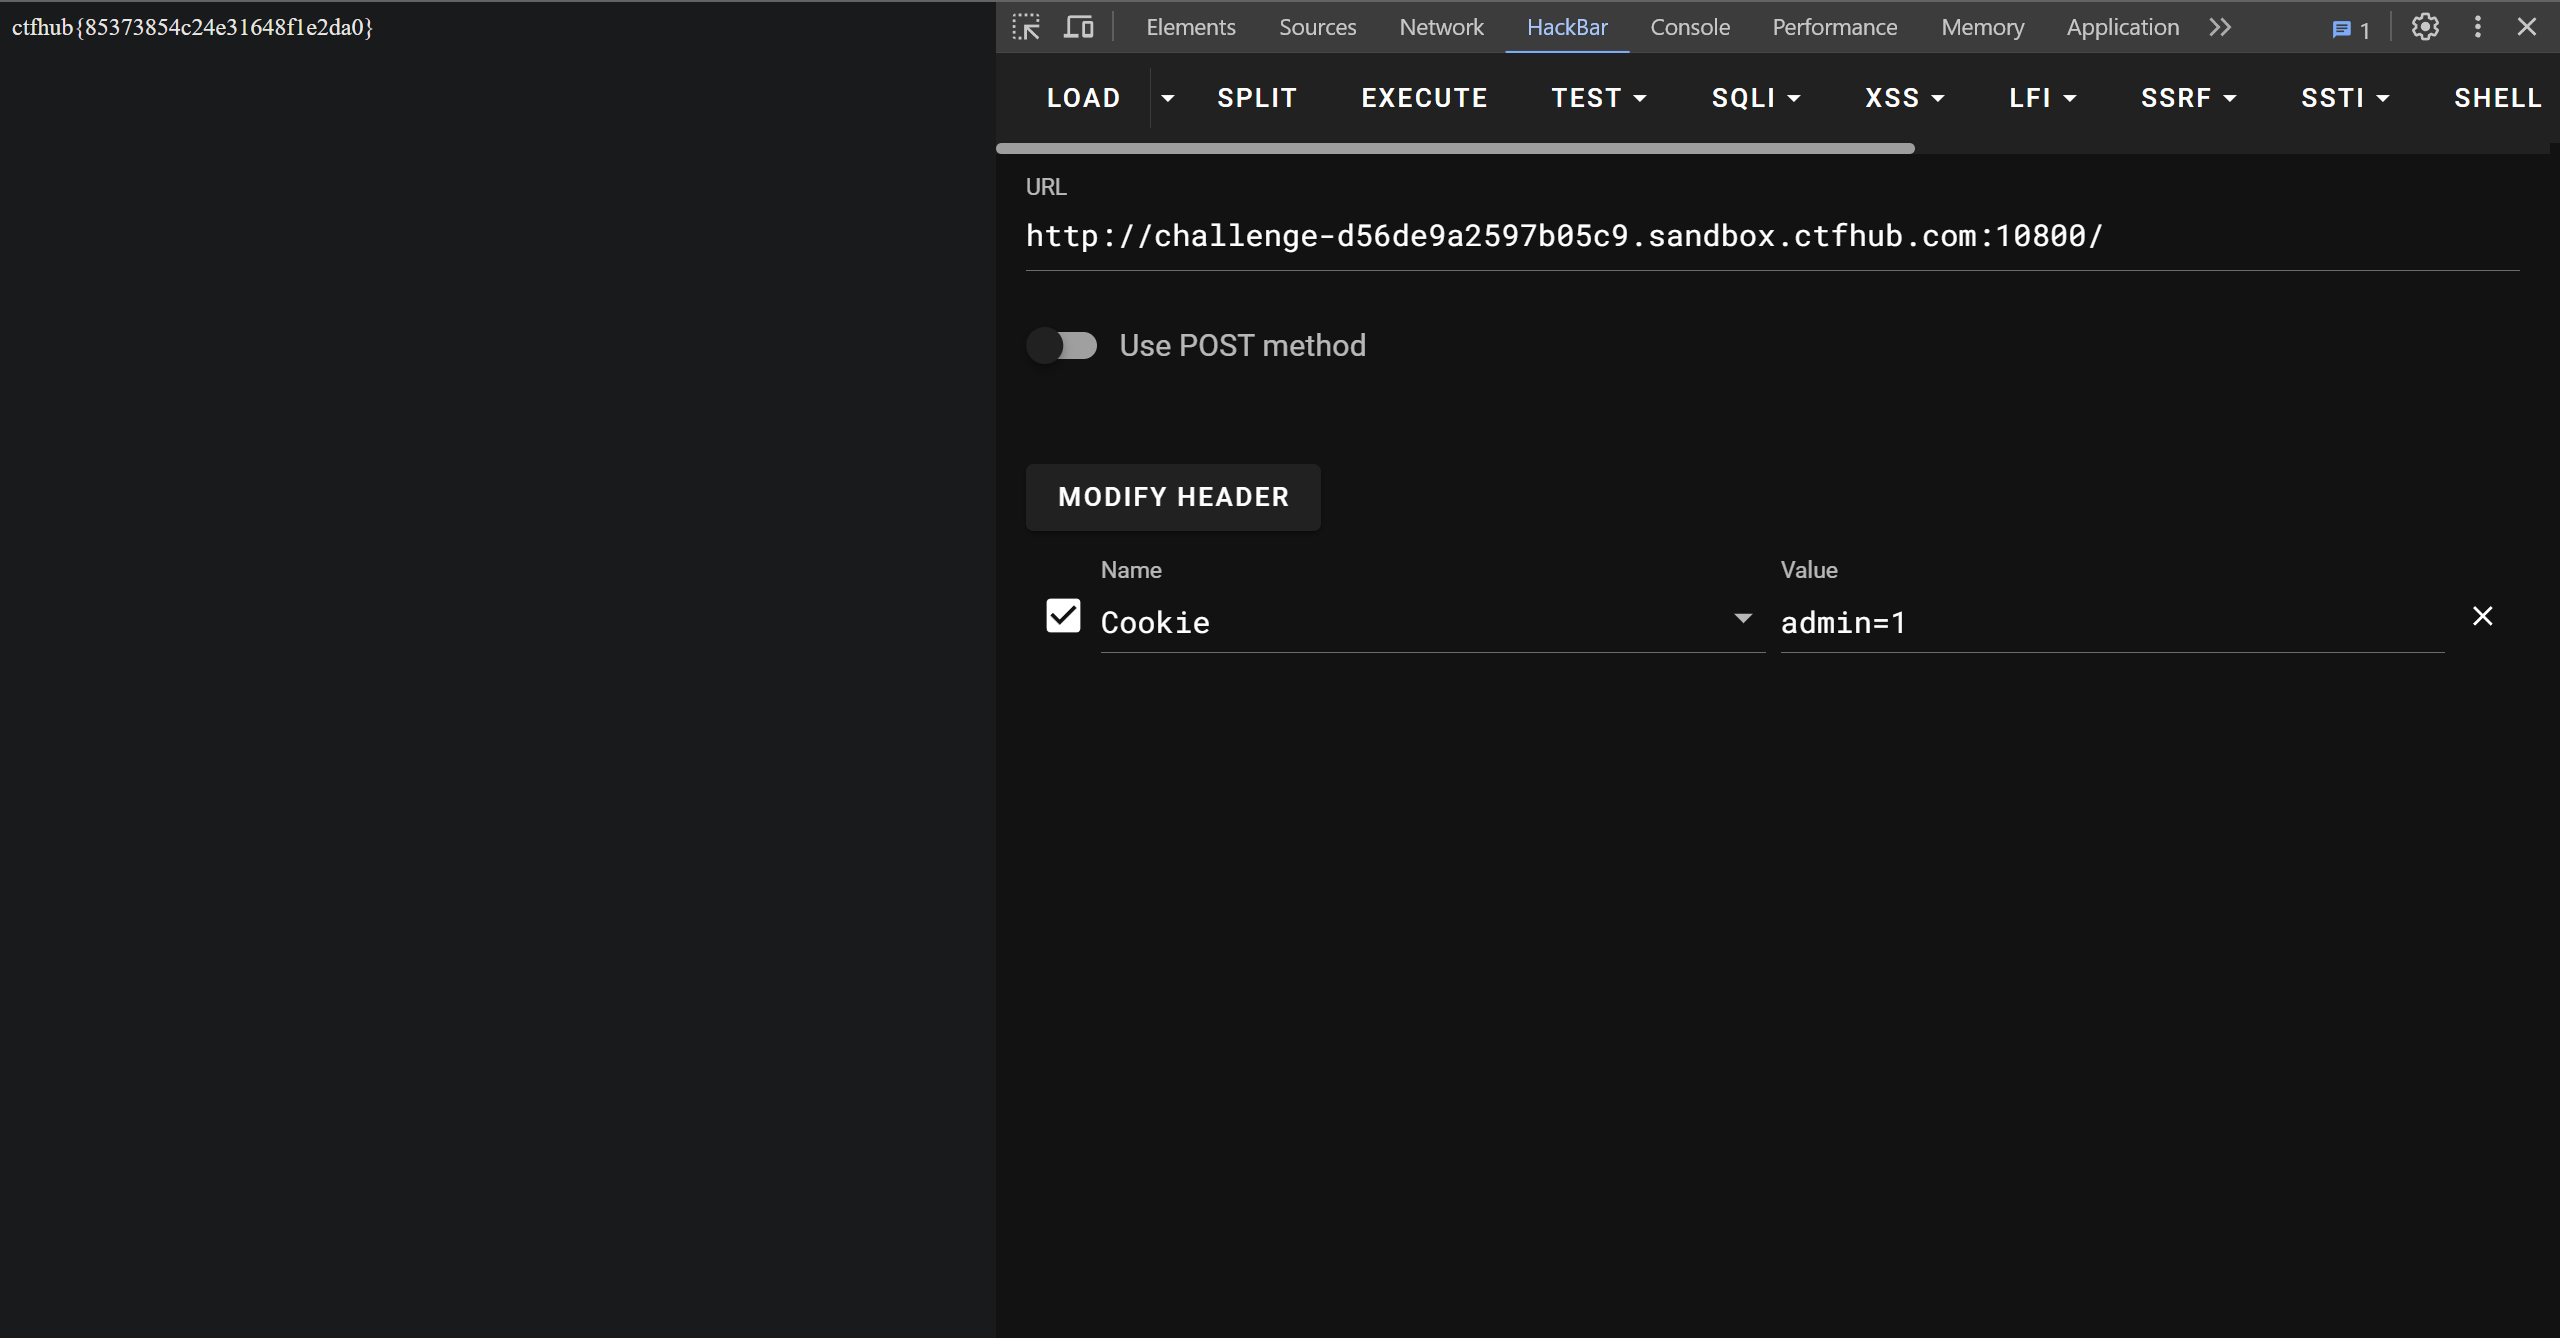 ctfhub{85373854c24e31648f1e2da0}
Elements Sources Network HackBar Console Performance Memory Application 1
LOAD SPLIT EXECUTE TEST SQLI XSS LFI SSRF SSTI SHELL
URL
http://challenge-d56de9a2597b05c9.sandbox.ctfhub.com:10800/
Use POST method
MODIFY HEADER
Name Value
Cookie admin=1